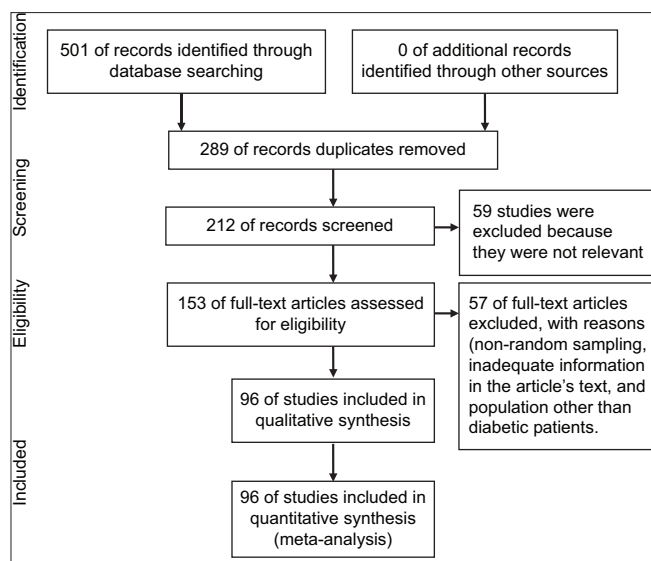 Identification
501 of records identified through
database searching
0 of additional records
identified through other sources
289 of records duplicates removed
Screening
212 of records screened
59 studies were
excluded because
they were not relevant
Eligibility
153 of full-text articles assessed
for eligibility
57 of full-text articles
excluded, with reasons
(non-random sampling,
inadequate information
in the article's text, and
population other than
diabetic patients.
96 of studies included in
qualitative synthesis
Included
96 of studies included in
quantitative synthesis
(meta-analysis)